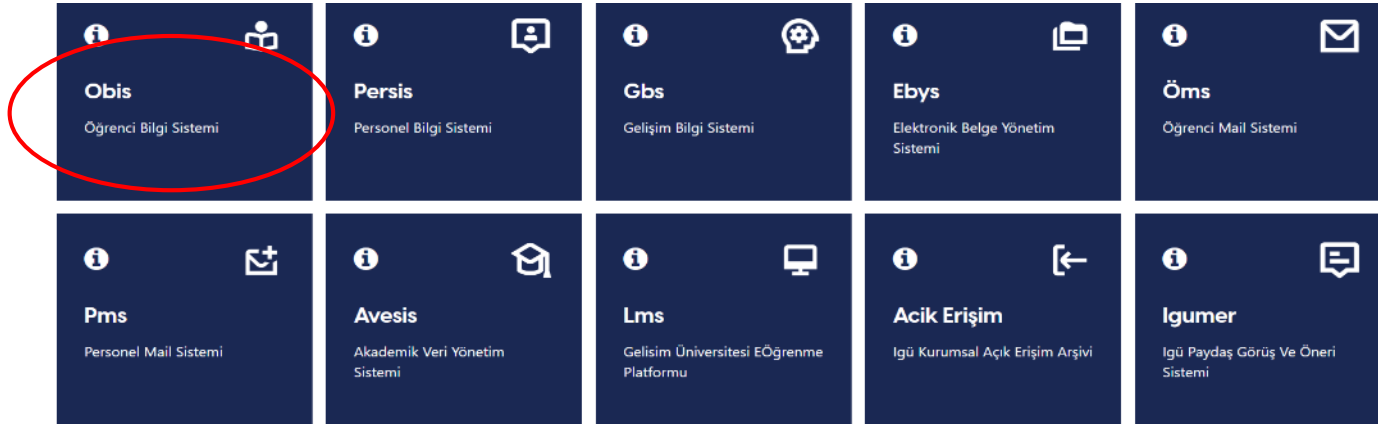 Obis
Öğrenci Bilgi Sistemi
Persis
Personel Bilgi Sistemi
Gbs
Gelişim Bilgi Sistemi
Ebys
Elektronik Belge Yönetim
Sistemi
Öms
Öğrenci Mail Sistemi
Pms
Personel Mail Sistemi
Avesis
Akademik Veri Yönetim
Sistemi
Lms
Gelisim Üniversitesi EÖğrenme
Platformu
Acik Erişim
Igü Kurumsal Açık Erişim Arşivi
Igumer
Igü Paydaş Görüş Ve Öneri
Sistemi